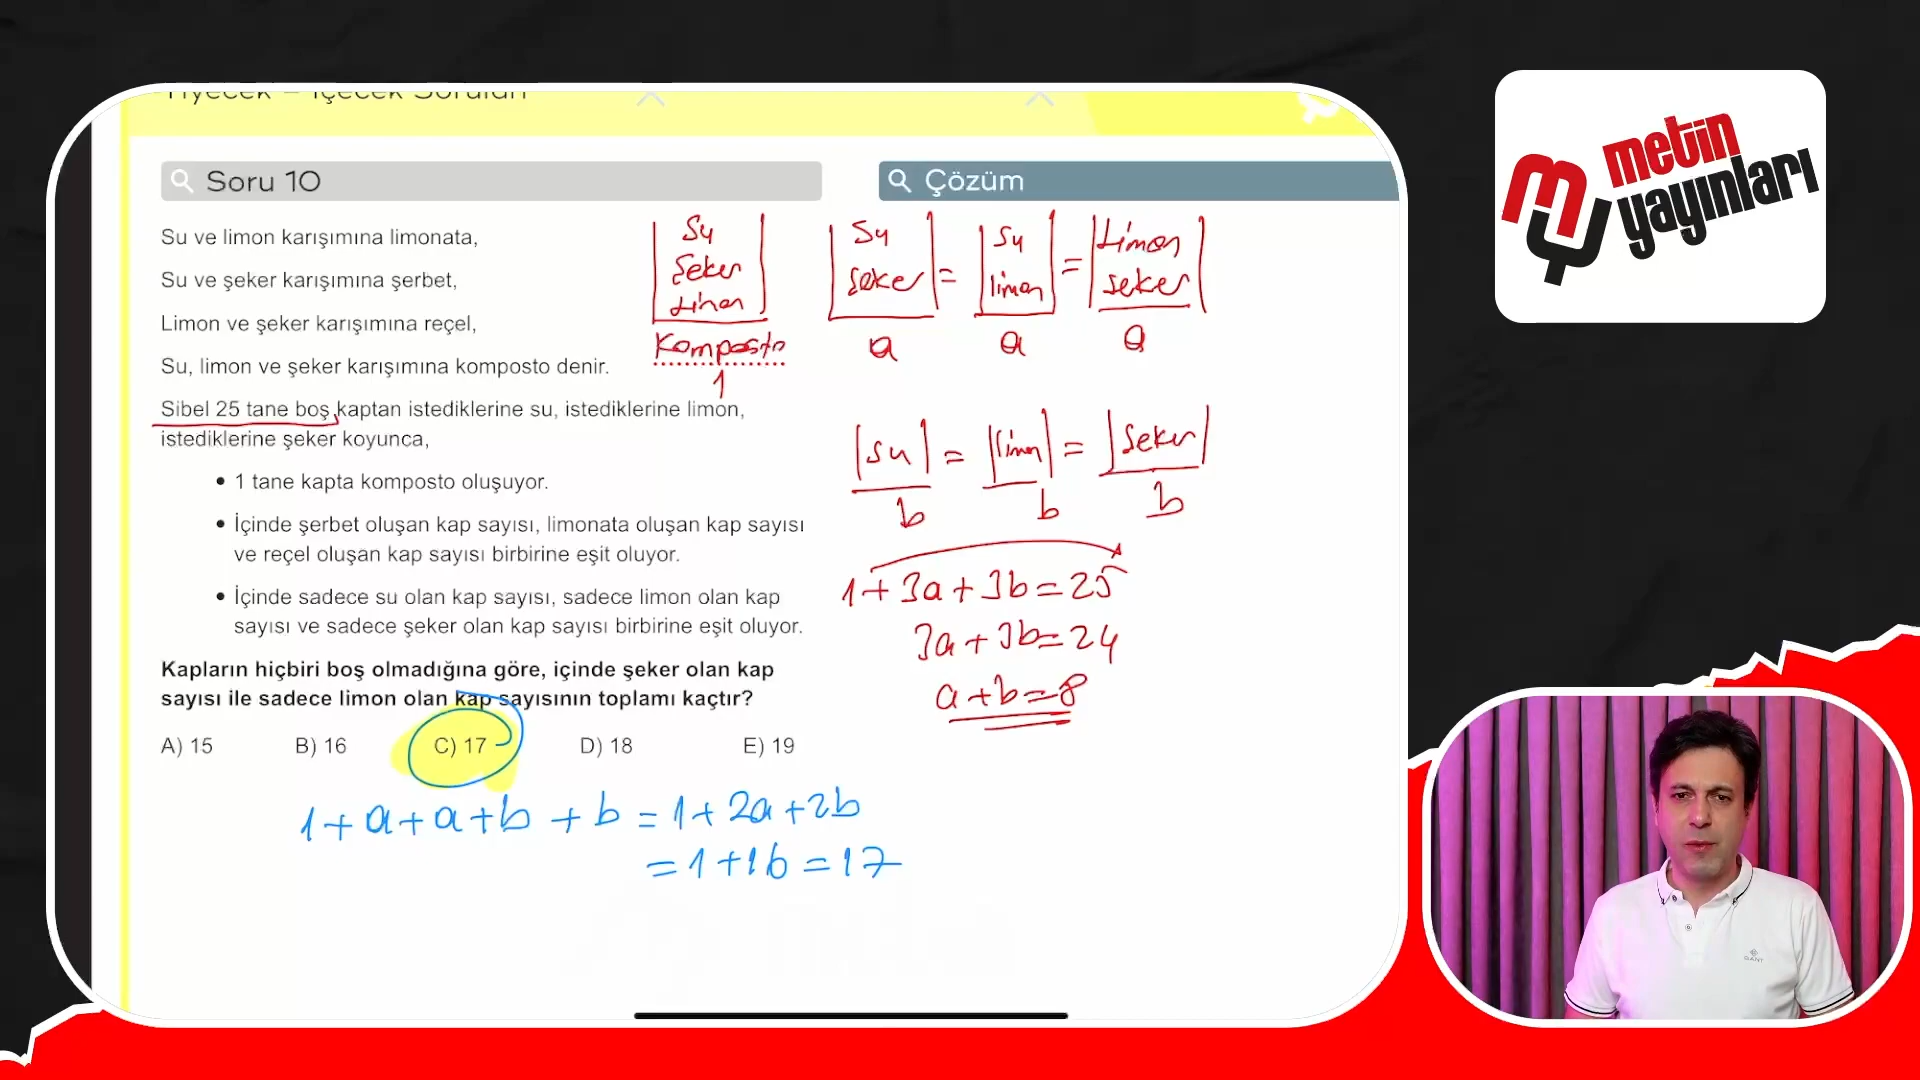 Yiyecek – İçecek Soruları
Soru 10
Su ve limon karışımına limonata,
Su ve şeker karışımına şerbet,
Limon ve şeker karışımına reçel,
Su, limon ve şeker karışımına komposto denir.
Sibel 25 tane boş kaptan istediklerine su, istediklerine limon,
istediklerine şeker koyunca,
• 1 tane kapta komposto oluşuyor.
• İçinde şerbet oluşan kap sayısı, limonata oluşan kap sayısı
ve reçel oluşan kap sayısı birbirine eşit oluyor.
• İçinde sadece su olan kap sayısı, sadece limon olan kap
sayısı ve sadece şeker olan kap sayısı birbirine eşit oluyor.
Kapların hiçbiri boş olmadığına göre, içinde şeker olan kap
sayısı ile sadece limon olan kap sayısının toplamı kaçtır?
A) 15 B) 16 C) 17 D) 18 E) 19
1+a+a+b+b=1+2a+2b
=1+16=17
Çözüm
Su
Şeker
Limon
Komposto
1
Su
Şeker
a
=
Su
limon
a
=
Limon
Şeker
a
Su = limon = Şeker
b b b
1+3a+3b=25
3a+3b=24
a+b=8
metin
yayınları
GANT